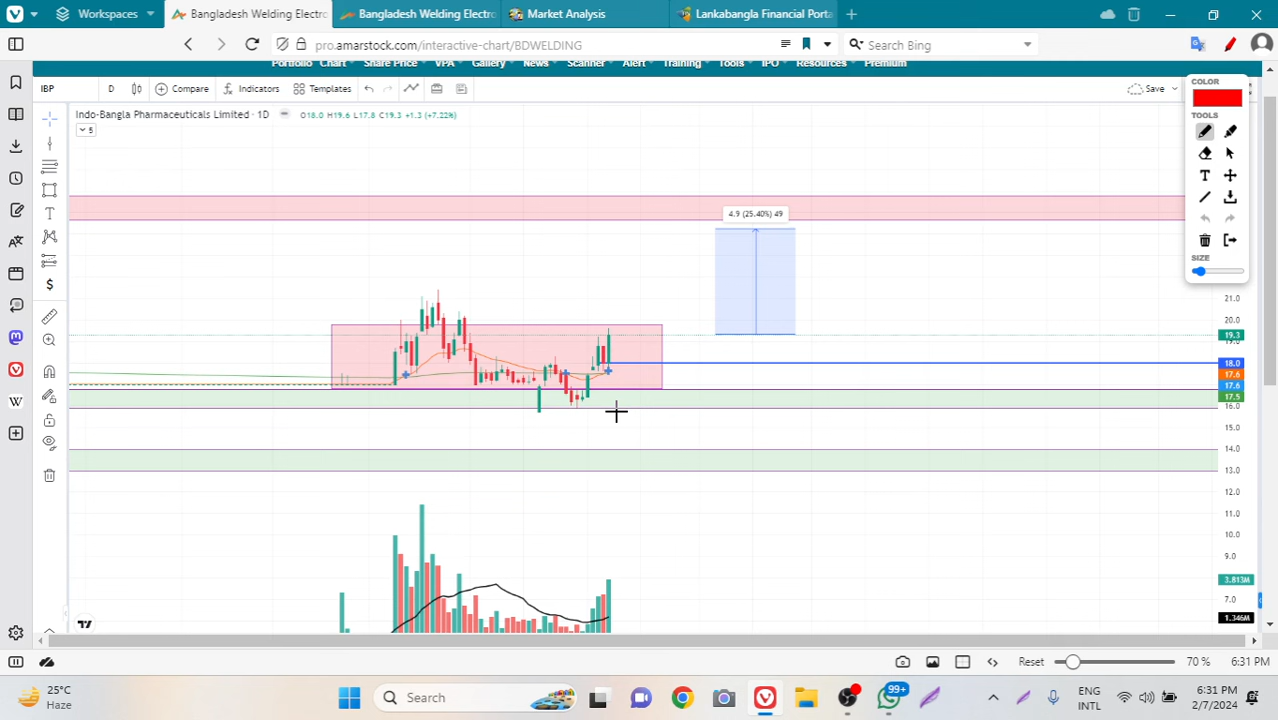 Workspaces
Bangladesh Welding Electro
Bangladesh Welding Electro
Market Analysis
Lankabangla Financial Porta
pro.amarstock.com/interactive-chart/BDWELDING
Search Bing
Portfolio
Chart
Share Price
VPA
Gallery
News
Scanner
Alert
Training
Tools
IPO
Resources
Premium
IBP
D
Compare
Indicators
Templates
Save
Indo-Bangla Pharmaceuticals Limited · 1D
O18.0 H19.6 L17.8 C19.3 +1.3 (+7.22%)
5
COLOR
TOOLS
T
SIZE
4.9 (25.40%) 49
21.0
20.0
19.3
18.0
17.6
17.6
17.5
16.0
15.0
14.0
13.0
12.0
11.0
10.0
9.0
3.813M
7.0
1.346M
Reset
70 %
6:31 PM
25°C
Haze
Search
99+
ENG
INTL
6:31 PM
2/7/2024